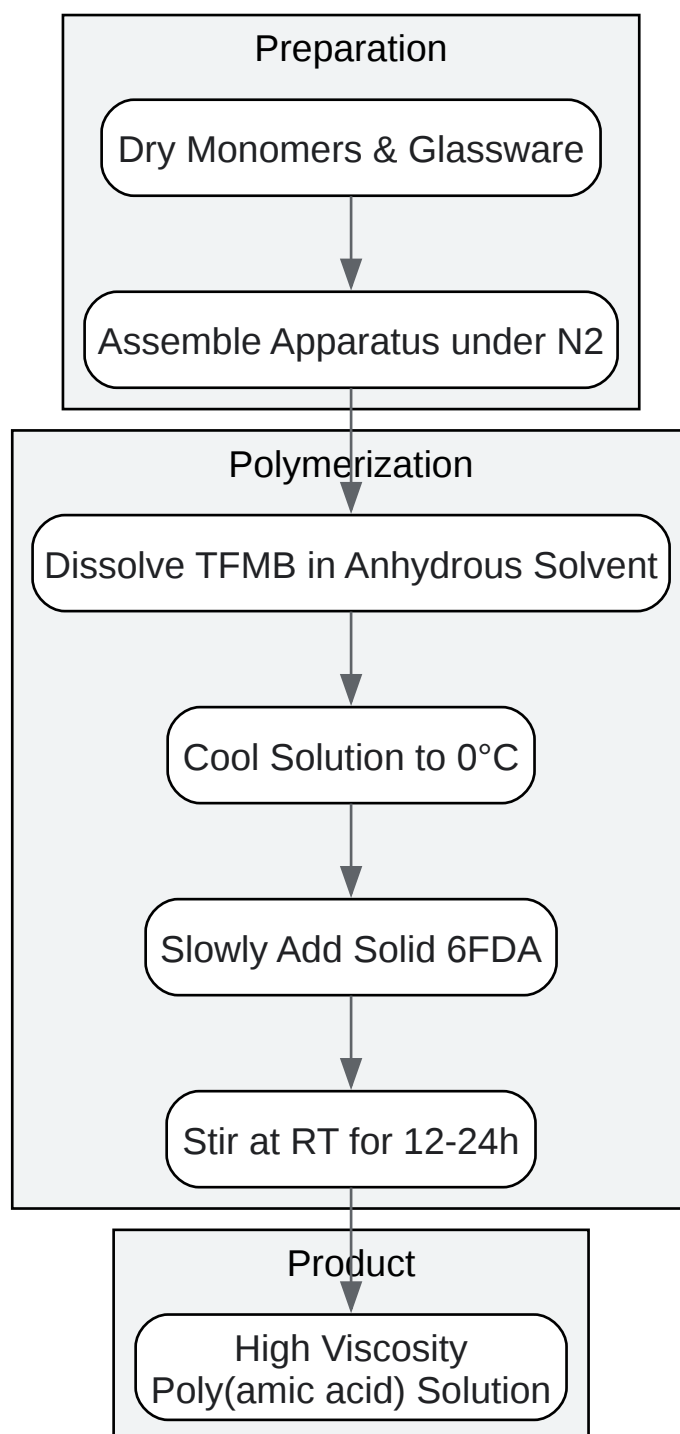 Preparation
Dry Monomers & Glassware
Assemble Apparatus under N2
Polymerization
Dissolve TFMB in Anhydrous Solvent
Cool Solution to 0°C
Slowly Add Solid 6FDA
Stir at RT for 12-24h
Product
High Viscosity
Poly(amic acid) Solution